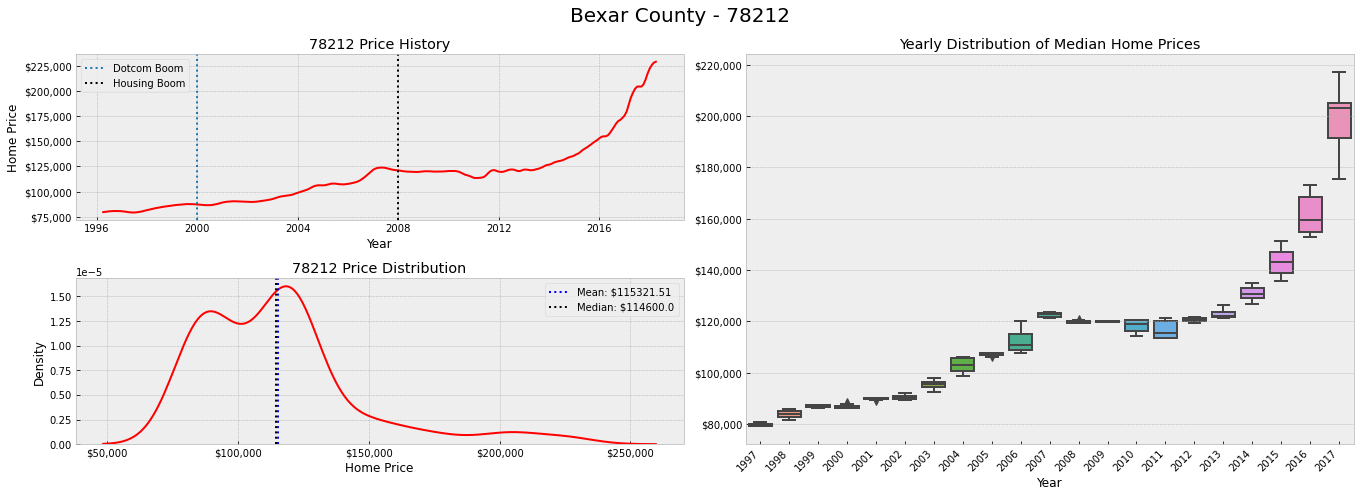 Bexar County - 78212
78212 Price History
Home Price
$225,000
$200,000
$175,000
$150,000
$125,000
$100,000
$75,000
Dotcom Boom
Housing Boom
1996 2000 2004 2008 2012 2016
Year
78212 Price Distribution
1e−5
Density
1.50
1.25
1.00
0.75
0.50
0.25
0.00
Mean: $115321.51
Median: $114600.0
$50,000 $100,000 $150,000 $200,000 $250,000
Home Price
Yearly Distribution of Median Home Prices
$220,000
$200,000
$180,000
$160,000
$140,000
$120,000
$100,000
$80,000
1997 1998 1999 2000 2001 2002 2003 2004 2005 2006 2007 2008 2009 2010 2011 2012 2013 2014 2015 2016 2017
Year